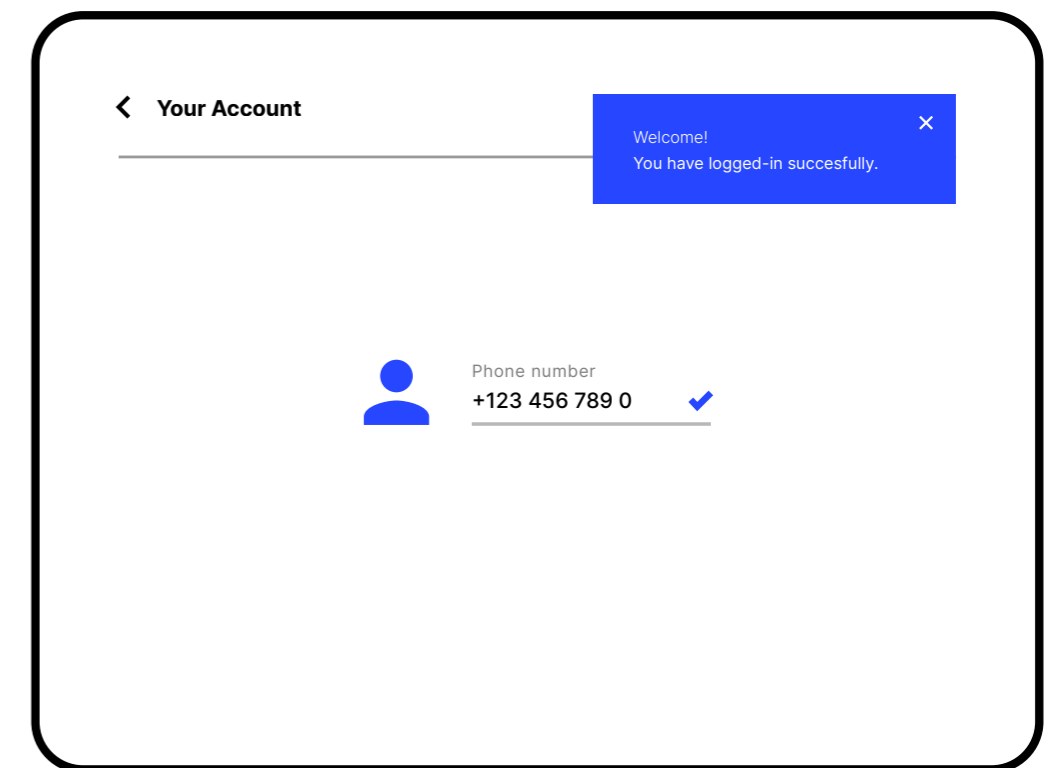 Your Account
Welcome!
You have logged-in succesfully.
Phone number
+123 456 789 0